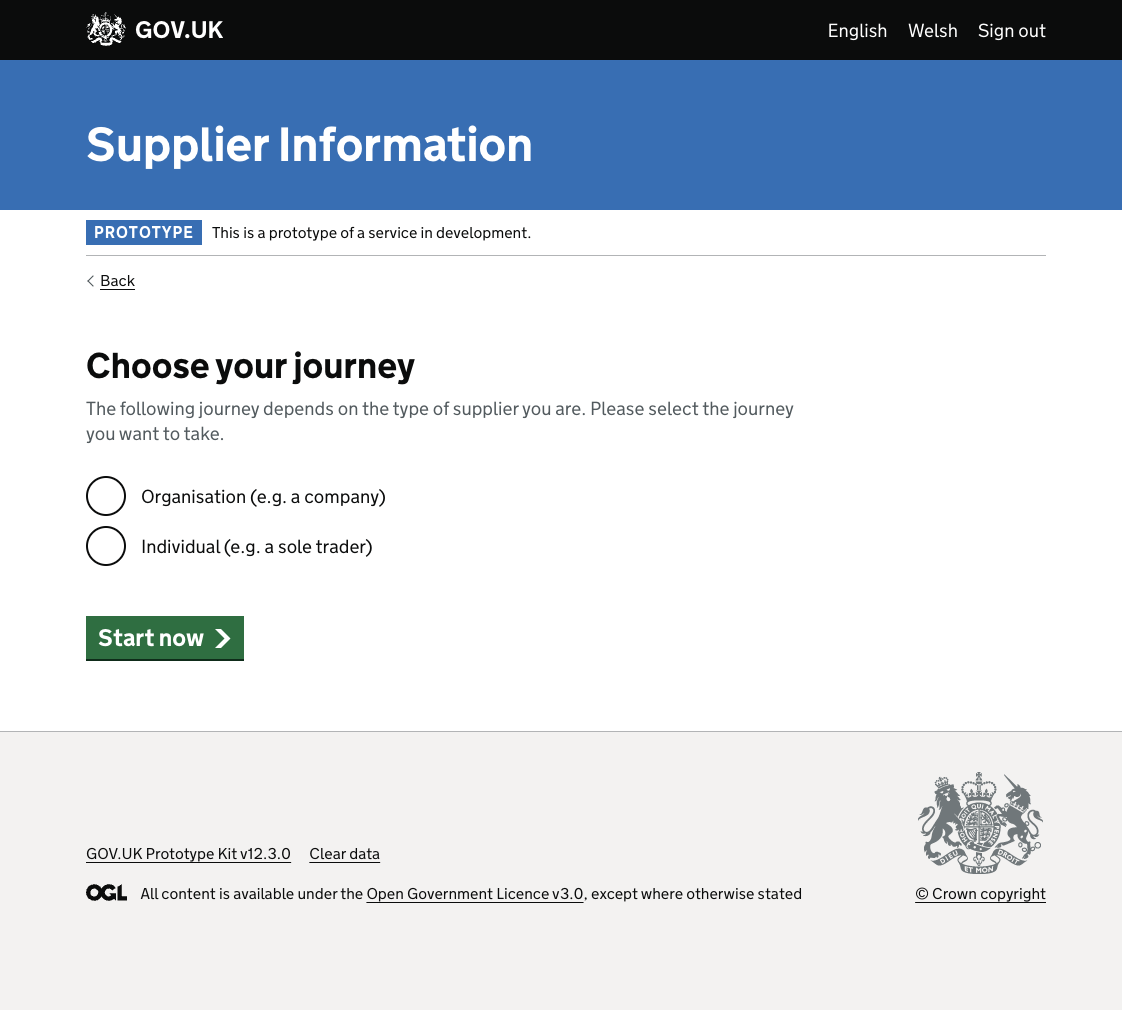 GOV.UK
English Welsh Sign out
Supplier Information
PROTOTYPE This is a prototype of a service in development.
Back
Choose your journey
The following journey depends on the type of supplier you are. Please select the journey
you want to take.
Organisation (e.g. a company)
Individual (e.g. a sole trader)
Start now
GOV.UK Prototype Kit v12.3.0 Clear data
DIEU ET MON DROIT
OGL All content is available under the Open Government Licence v3.0, except where otherwise stated
© Crown copyright